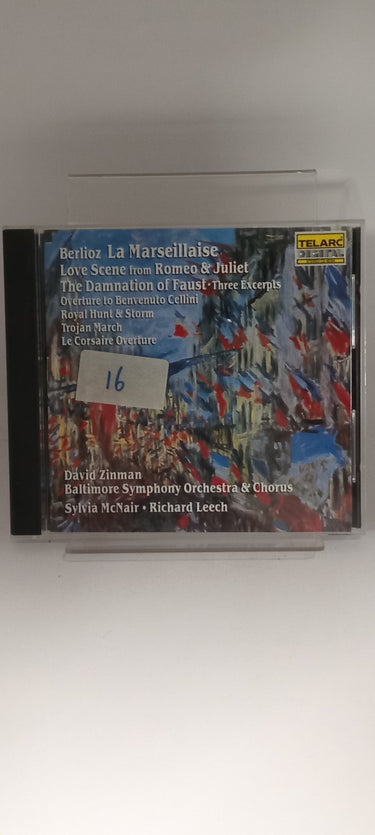 TELARC
DIGITAL
Berlioz La Marseillaise
Love Scene from Romeo & Juliet
The Damnation of Faust · Three Excerpts
Overture to Benvenuto Cellini
Royal Hunt & Storm
Trojan March
Le Corsaire Overture
16
David Zinman
Baltimore Symphony Orchestra & Chorus
Sylvia McNair · Richard Leech